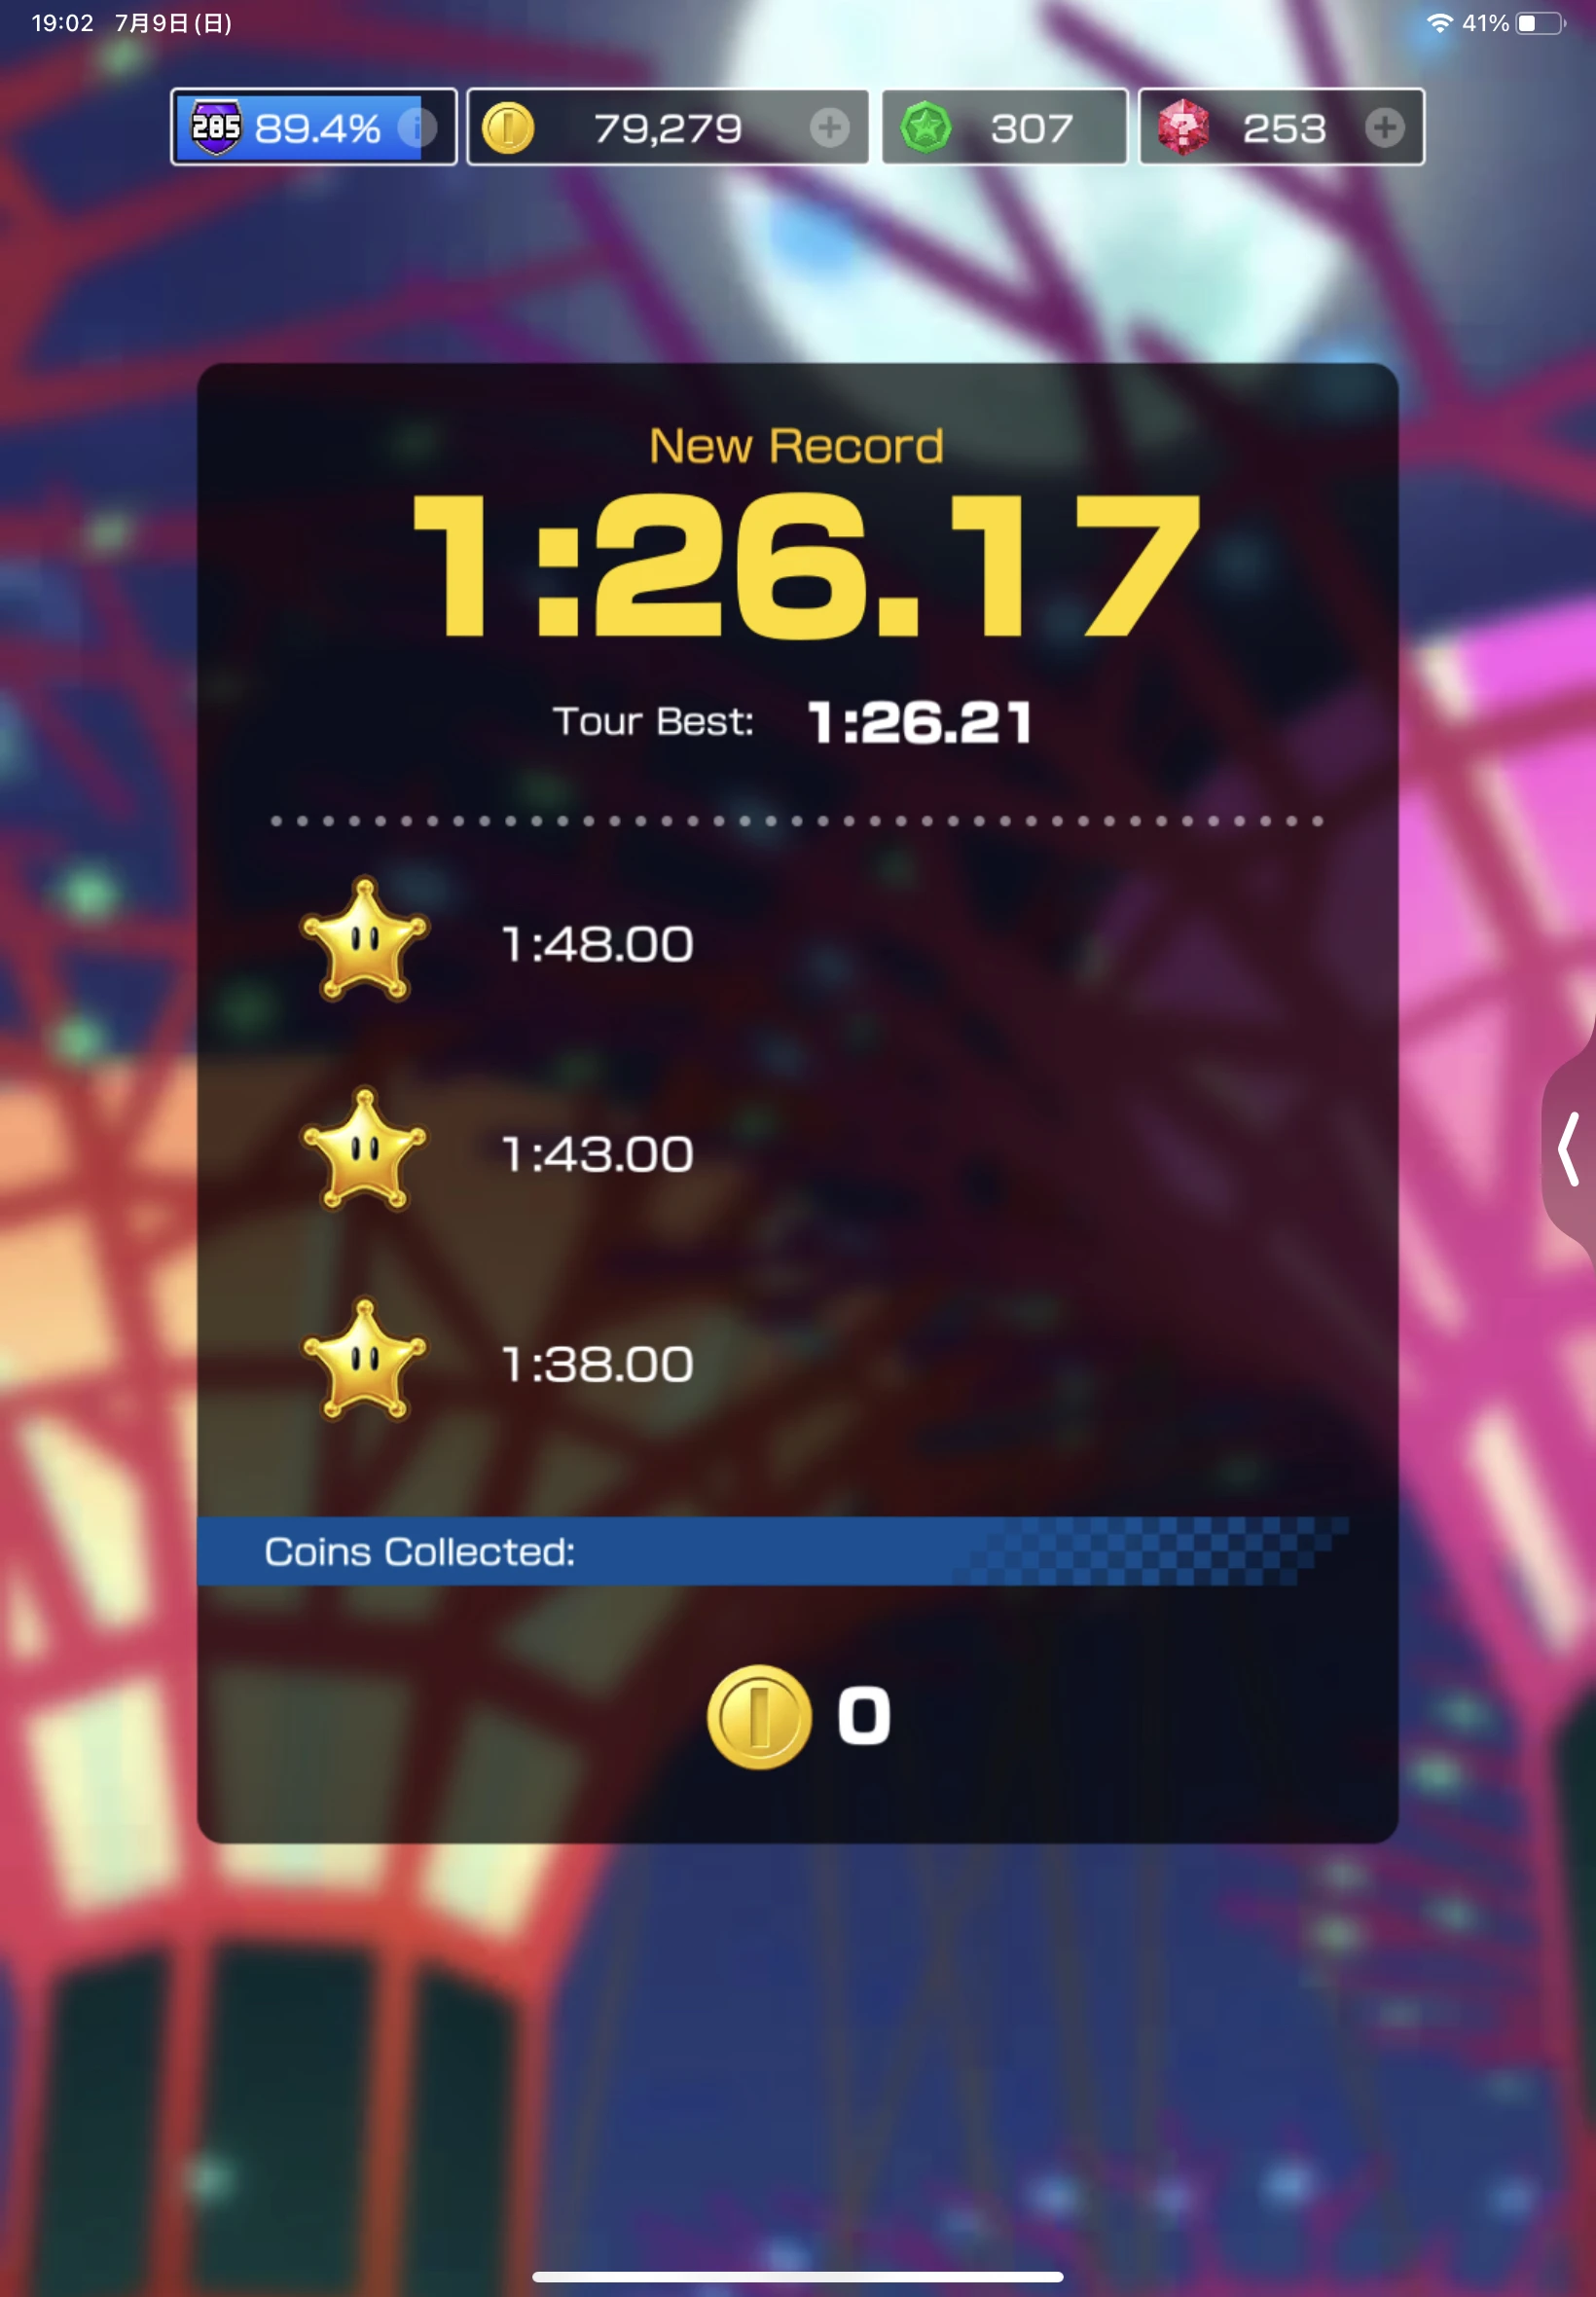 19:02 7月9日(日) 41%
285 89.4% i 79,279 + 307 ? 253 +
New Record
1:26.17
Tour Best: 1:26.21
1:48.00
1:43.00
1:38.00
Coins Collected:
0